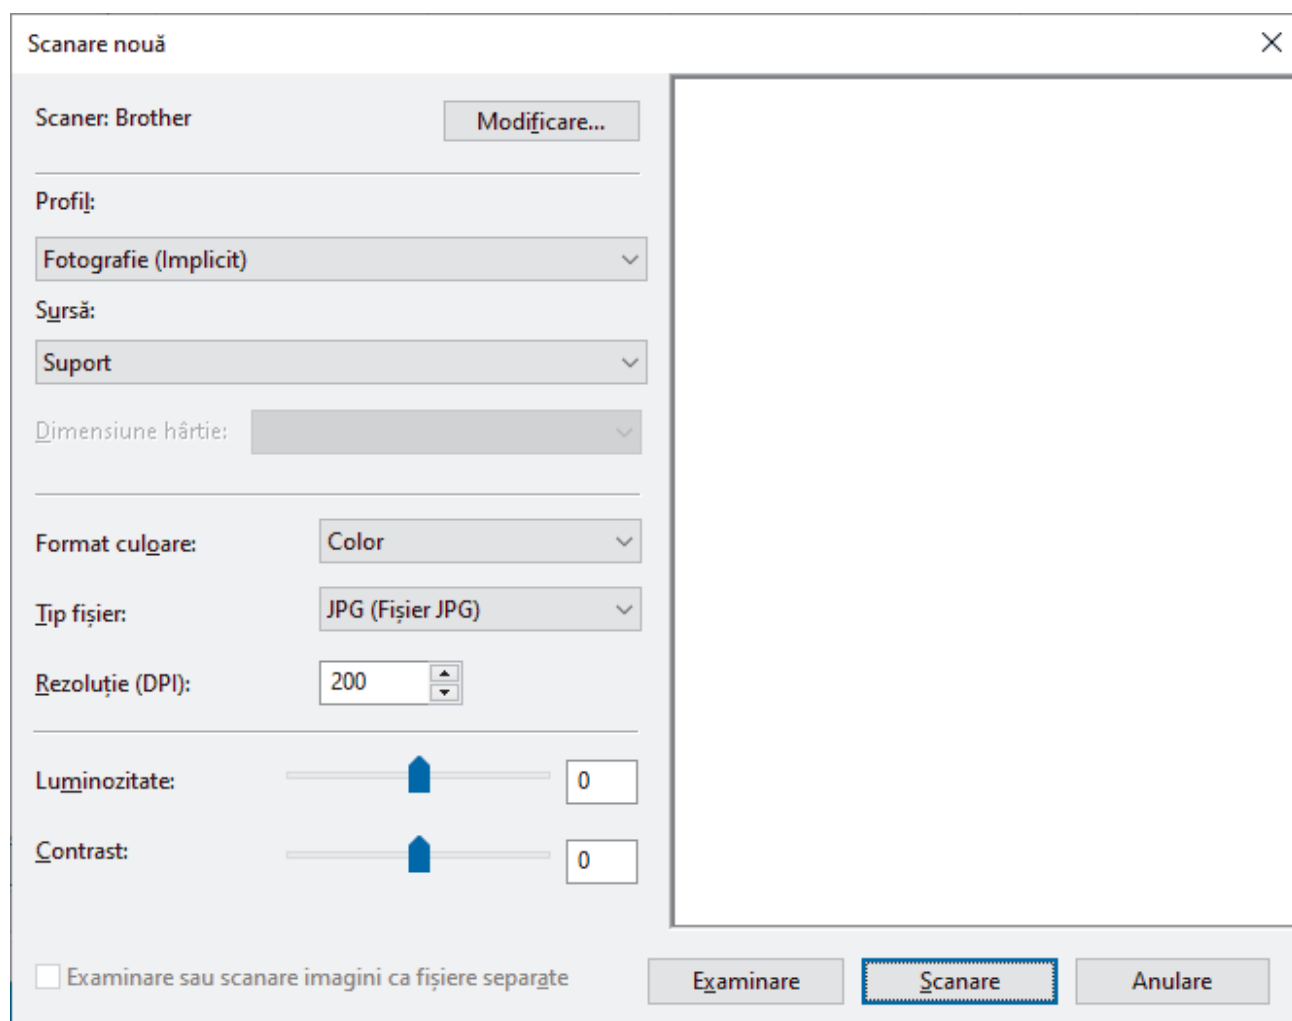 Scanare nouă
Scaner: Brother
Modificare...
Profil:
Fotografie (Implicit)
Sursă:
Suport
Dimensiune hârtie:
Format culoare:
Color
Tip fișier:
JPG (Fișier JPG)
Rezoluție (DPI):
200
Luminozitate:
0
Contrast:
0
Examinare sau scanare imagini ca fișiere separate
Examinare
Scanare
Anulare